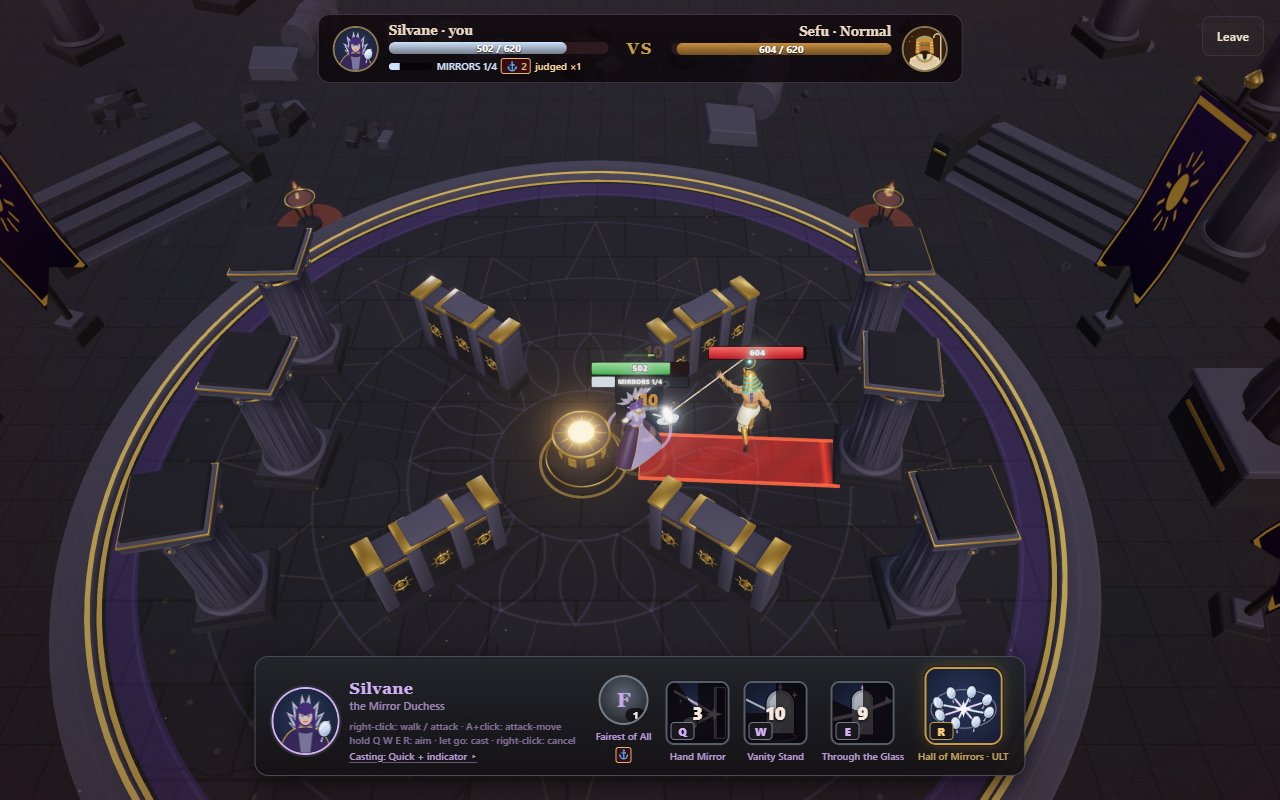 Silvane · you
502 / 620
MIRRORS 1/4
2
judged ×1
VS
Sefu · Normal
604 / 620
Leave
10
604
502
MIRRORS 1/4
10
Silvane
the Mirror Duchess
right-click: walk / attack · A+click: attack-move
hold Q W E R: aim · let go: cast · right-click: cancel
Casting: Quick + indicator ▸
F
1
Fairest of All
3
Q
Hand Mirror
10
W
Vanity Stand
9
E
Through the Glass
R
Hall of Mirrors · ULT